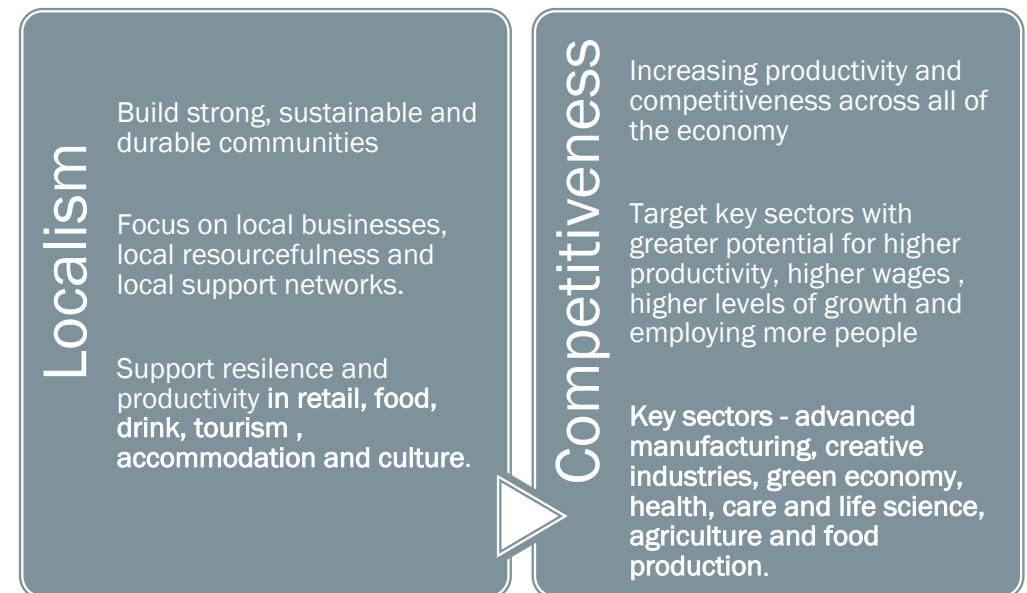 Localism
Build strong, sustainable and
durable communities
Focus on local businesses,
local resourcefulness and
local support networks.
Support resilence and
productivity in retail, food,
drink, tourism ,
accommodation and culture.
Competitiveness
Increasing productivity and
competitiveness across all of
the economy
Target key sectors with
greater potential for higher
productivity, higher wages ,
higher levels of growth and
employing more people
Key sectors - advanced
manufacturing, creative
industries, green economy,
health, care and life science,
agriculture and food
production.